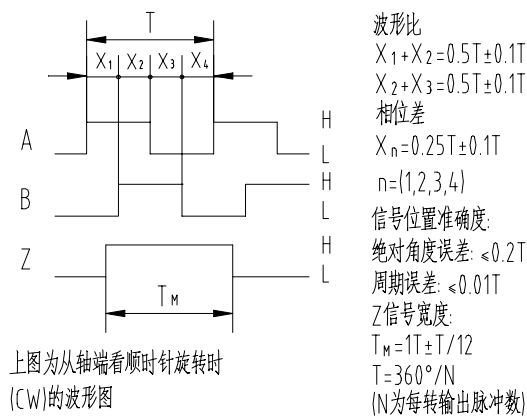 T
X1 X2 X3 X4
A
H
L
B
H
L
Z
H
L
TM
上图为从轴端看顺时针旋转时
(CW)的波形图
波形比
X1+X2=0.5T±0.1T
X2+X3=0.5T±0.1T
相位差
Xn=0.25T±0.1T
n=(1,2,3,4)
信号位置准确度:
绝对角度误差: ≤0.2T
周期误差: ≤0.01T
Z信号宽度:
TM=1T±T/12
T=360°/N
(N为每转输出脉冲数)